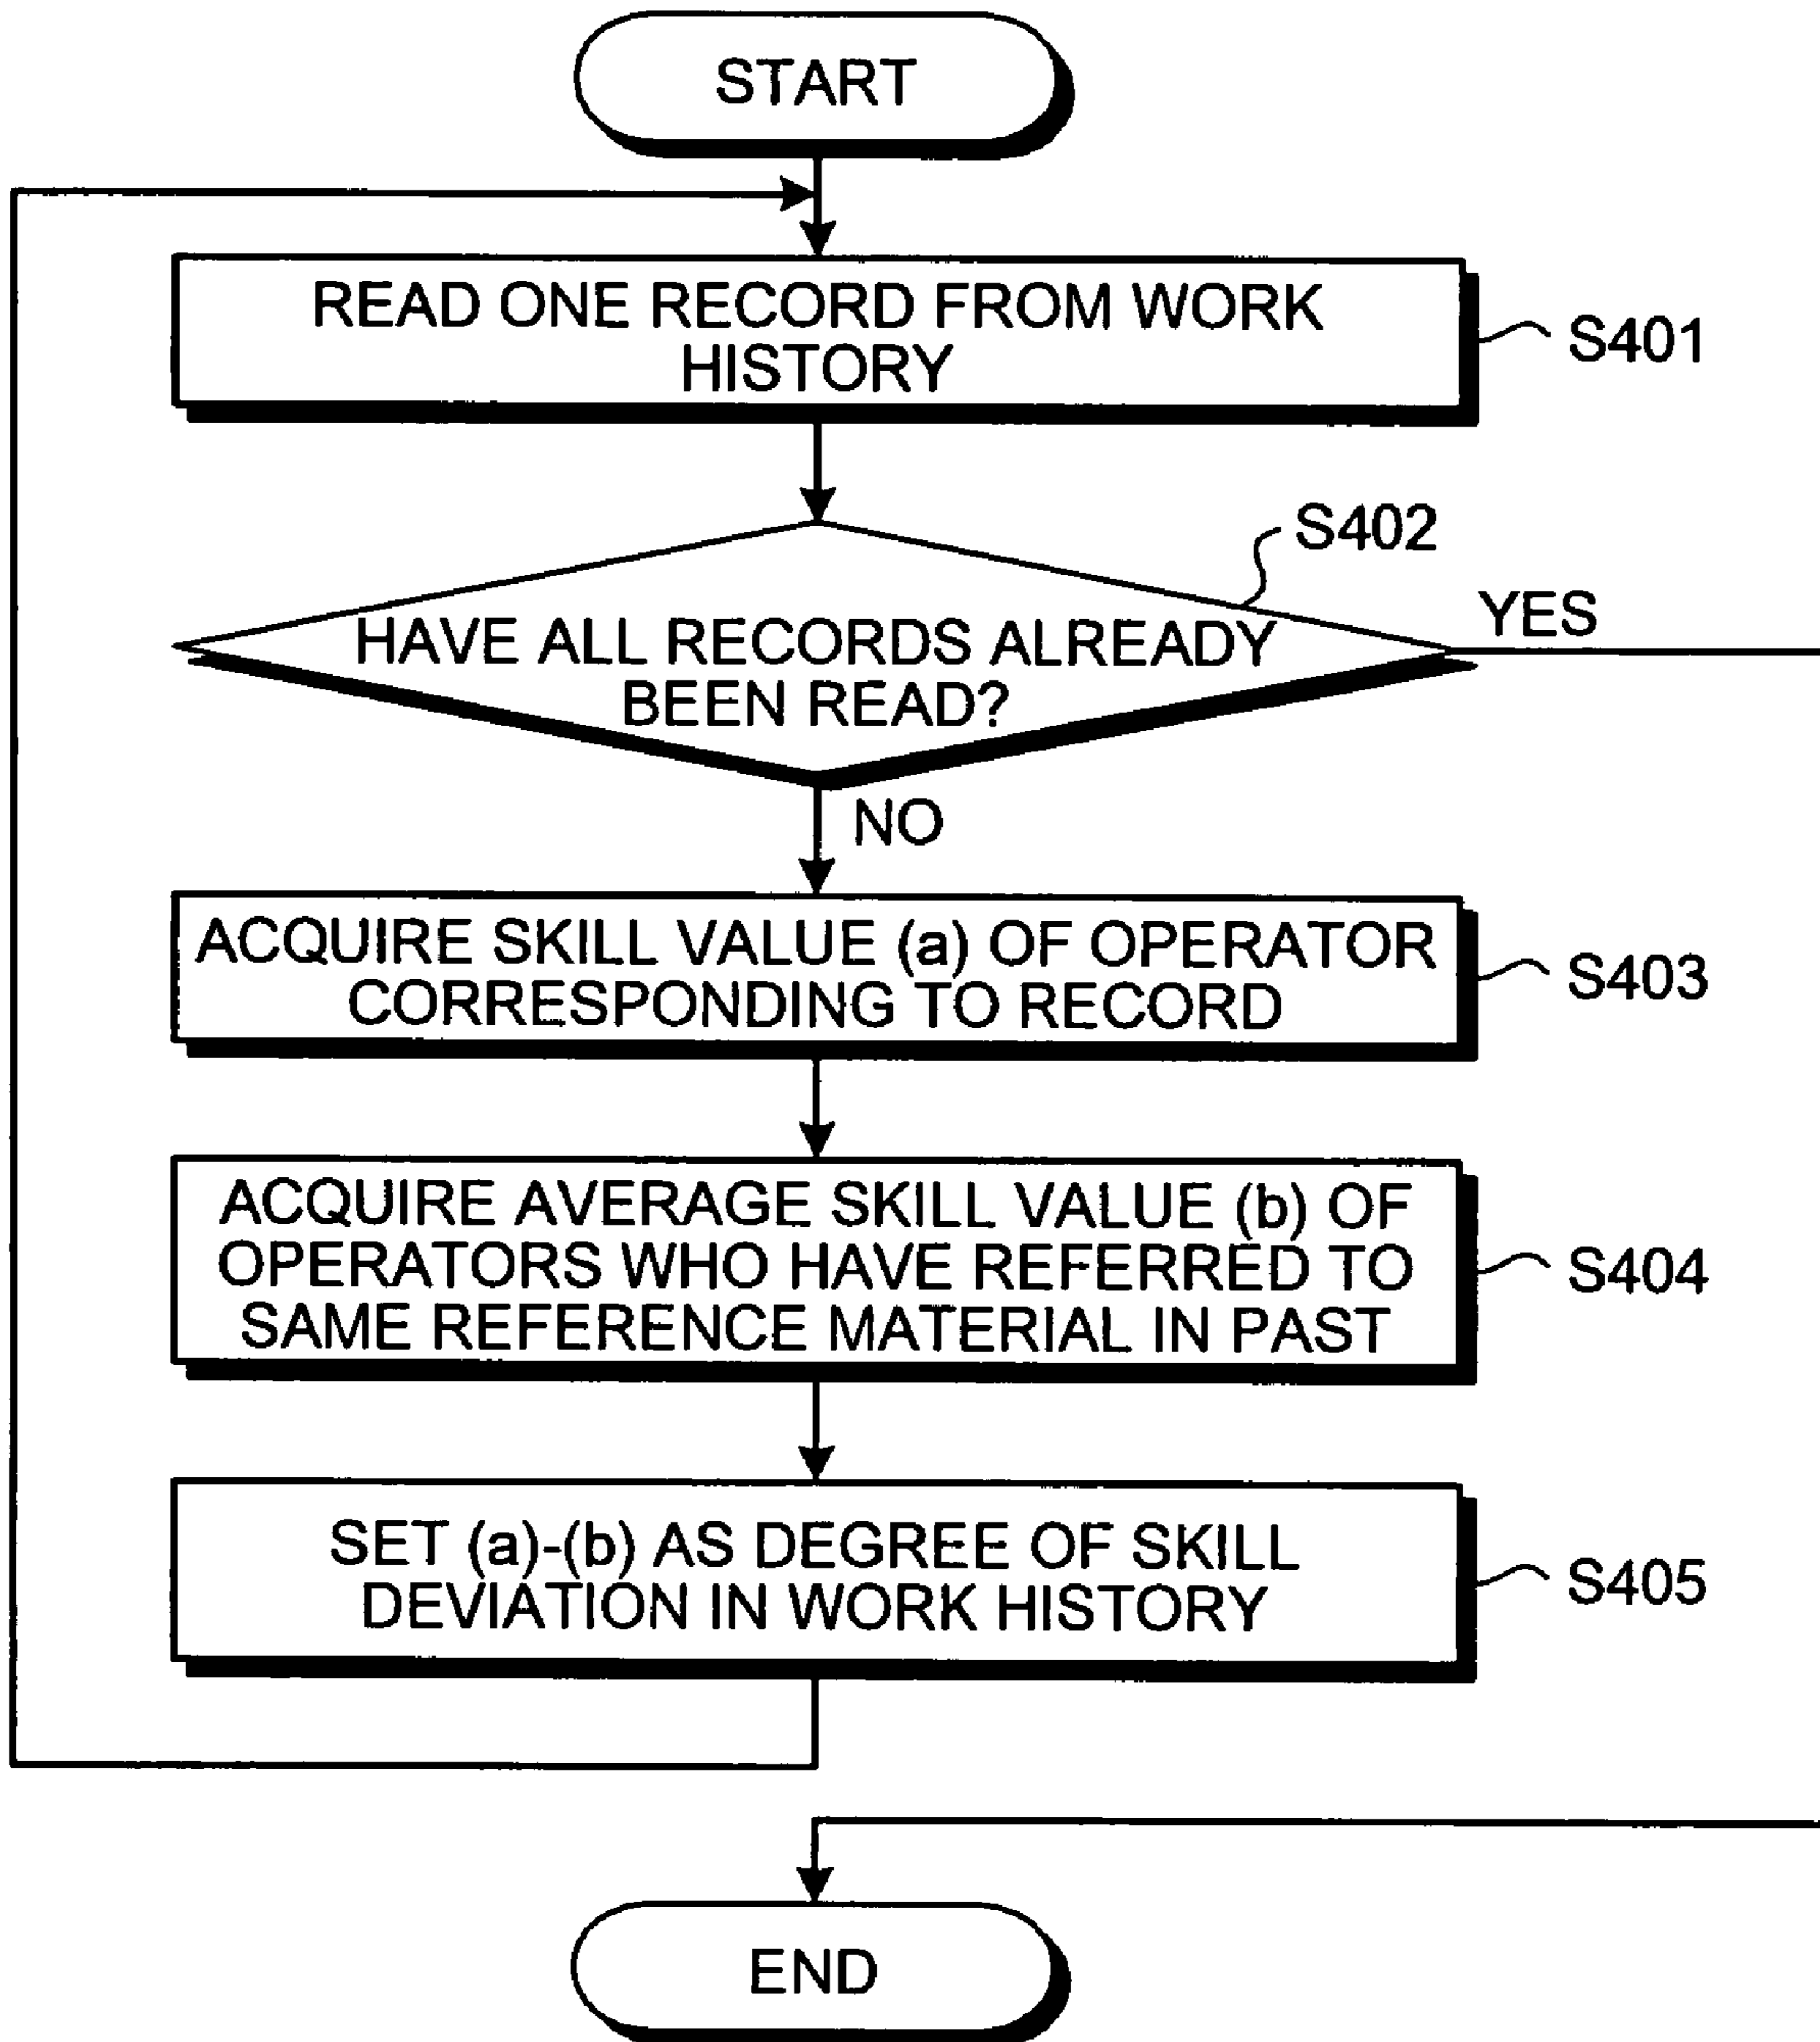 START
READ ONE RECORD FROM WORK
HISTORY
S401
S402
HAVE ALL RECORDS ALREADY
BEEN READ?
YES
NO
ACQUIRE SKILL VALUE (a) OF OPERATOR
CORRESPONDING TO RECORD
S403
ACQUIRE AVERAGE SKILL VALUE (b) OF
OPERATORS WHO HAVE REFERRED TO
SAME REFERENCE MATERIAL IN PAST
S404
SET (a)-(b) AS DEGREE OF SKILL
DEVIATION IN WORK HISTORY
S405
END